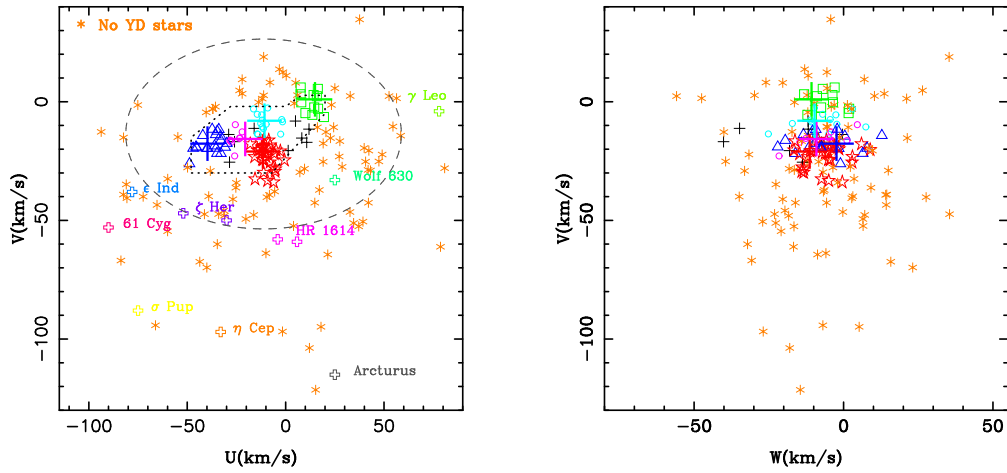 No YD stars
γ Leo
Wolf 630
ε Ind
ζ Her
61 Cyg
HR 1614
σ Pup
η Cep
Arcturus
0
−50
−100
V(km/s)
−100
−50
0
50
U(km/s)
0
−50
−100
V(km/s)
−50
0
50
W(km/s)